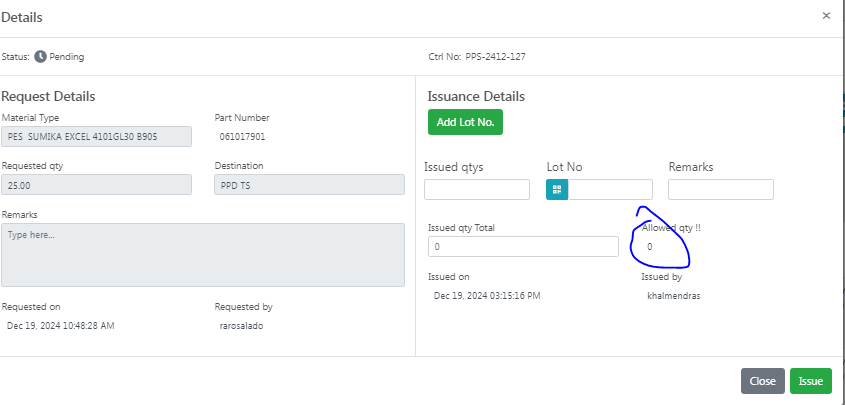 Details ×
Status: Pending Ctrl No: PPS-2412-127
Request Details
Material Type Part Number
PES SUMIKA EXCEL 4101GL30 B905 061017901
Requested qty Destination
25.00 PPD TS
Remarks
Type here...
Requested on Requested by
Dec 19, 2024 10:48:28 AM rarosalado
Issuance Details
Add Lot No.
Issued qtys Lot No Remarks
Issued qty Total Allowed qty !!
0 0
Issued on Issued by
Dec 19, 2024 03:15:16 PM khalmendras
Close Issue